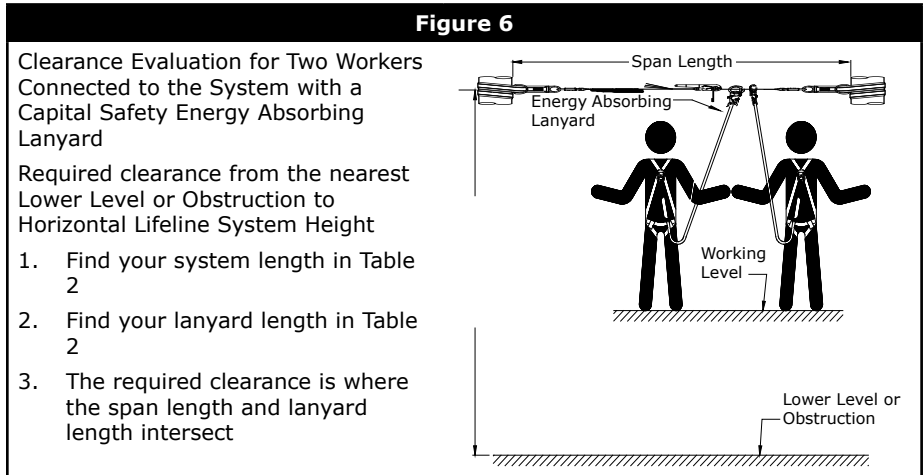 Figure 6
Clearance Evaluation for Two Workers
Connected to the System with a
Capital Safety Energy Absorbing
Lanyard
Required clearance from the nearest
Lower Level or Obstruction to
Horizontal Lifeline System Height
1. Find your system length in Table
2
2. Find your lanyard length in Table
2
3. The required clearance is where
the span length and lanyard
length intersect
Span Length
Energy Absorbing
Lanyard
Working
Level
Lower Level or
Obstruction